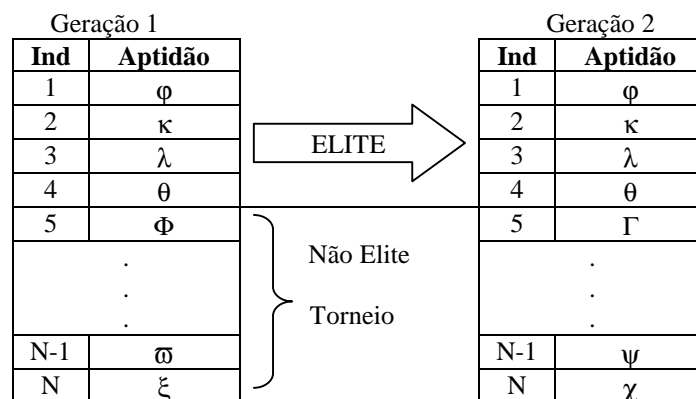 Geração 1 Geração 2
Ind Aptidão Ind Aptidão
1 φ 1 φ
2 κ ELITE 2 κ
3 λ 3 λ
4 θ 4 θ
5 Φ 5 Γ
. Não Elite .
. .
. Torneio .
N-1 ϖ N-1 ψ
N ξ N χ